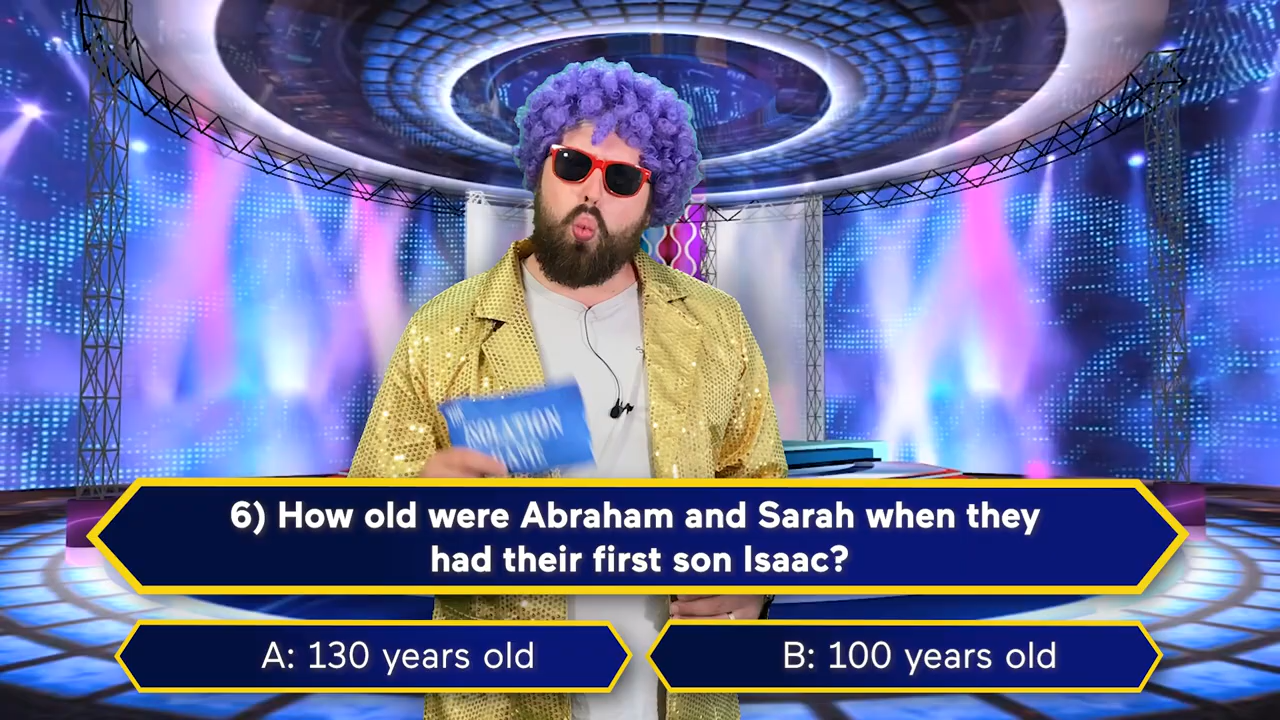 6) How old were Abraham and Sarah when they
had their first son Isaac?
A: 130 years old
B: 100 years old